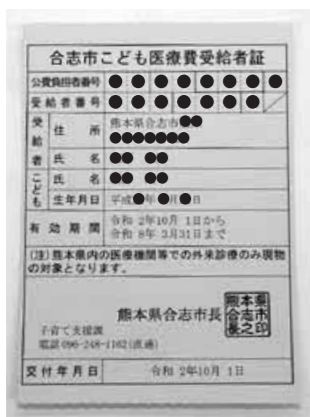 合志市こども医療費受給者証
公費負担者番号 ●●●●●●●●
受給者番号 ●●●●●●●
受給者 住所 熊本県合志市●●
●●●●●●●
氏名 ●● ●●
こども 氏名 ●● ●●
生年月日 平成●年●月●日
有効期間 令和 2年10月 1日から
令和 8年 3月31日まで
(注)熊本県内の医療機関等での外来診療のみ現物
の対象となります。
熊本県合志市長
熊本県
合志市
長之印
子育て支援課
電話 096-248-1162(直通)
交付年月日 令和 2年10月 1日